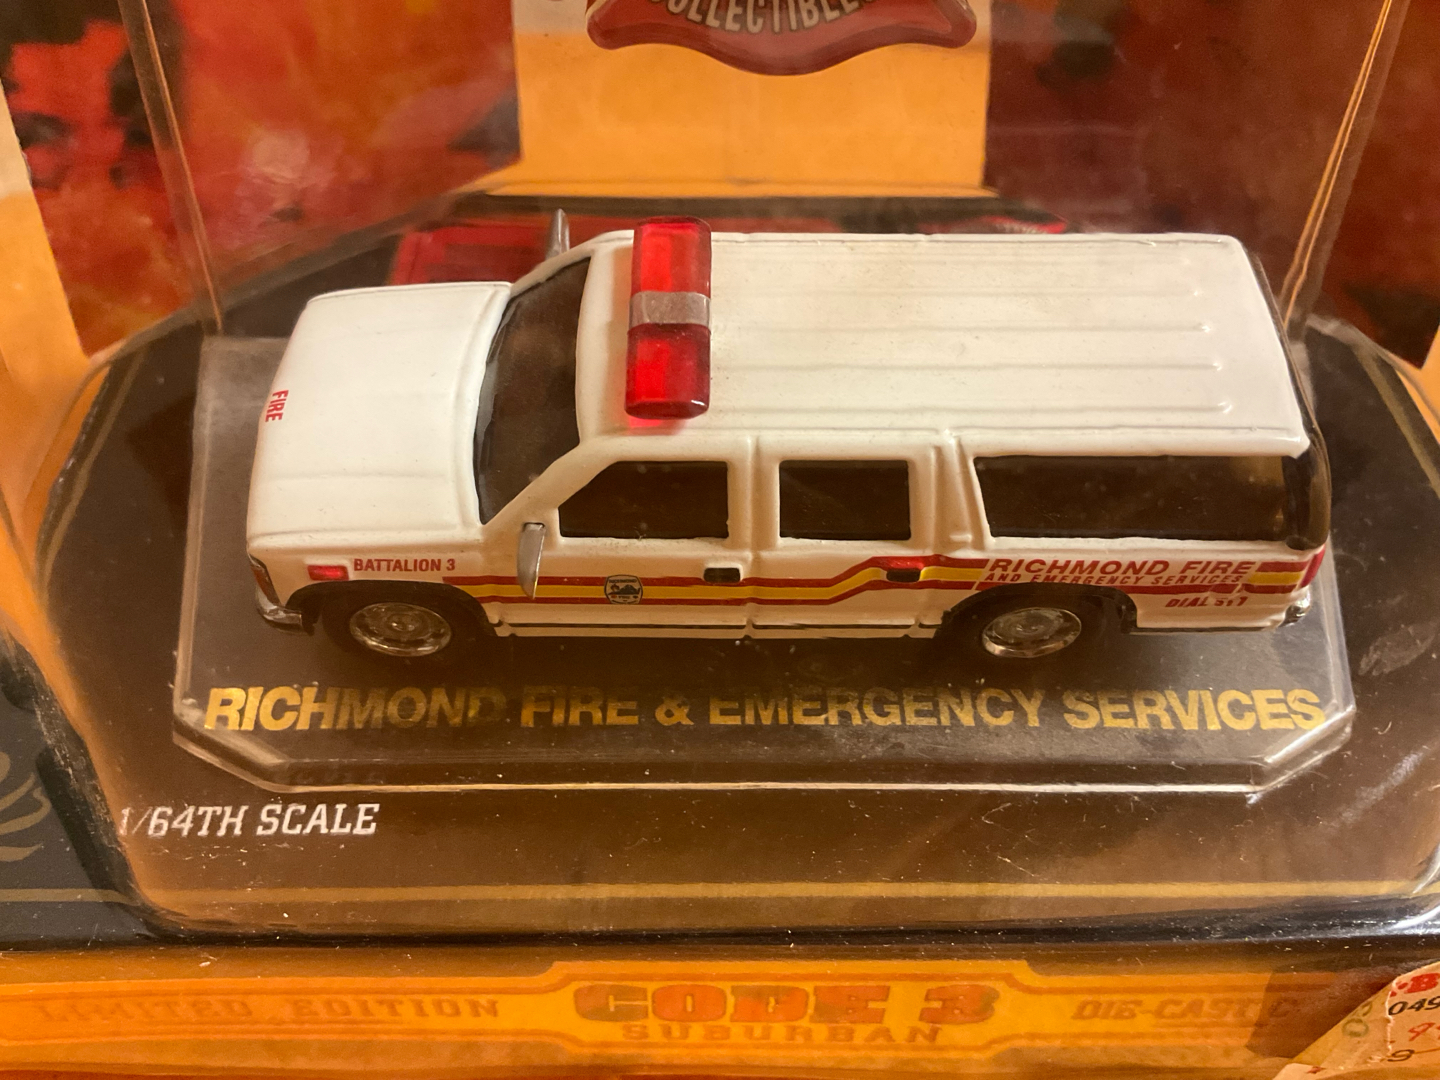 COLLECTIBLES
FIRE
BATTALION 3
RICHMOND FIRE
AND EMERGENCY SERVICES
DIAL 911
RICHMOND FIRE & EMERGENCY SERVICES
1/64TH SCALE
LIMITED EDITION
CODE 3
SUBURBAN
DIE-CAST
049